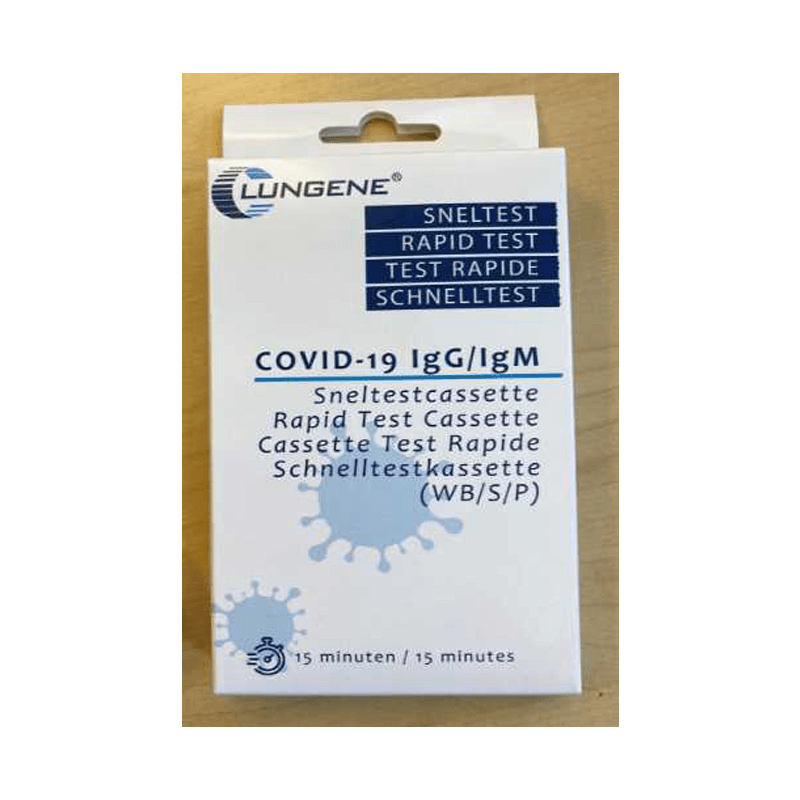 CLUNGENE®
SNELTEST
RAPID TEST
TEST RAPIDE
SCHNELLTEST
COVID-19 IgG/IgM
Sneltestcassette
Rapid Test Cassette
Cassette Test Rapide
Schnelltestkassette
(WB/S/P)
15 minuten / 15 minutes